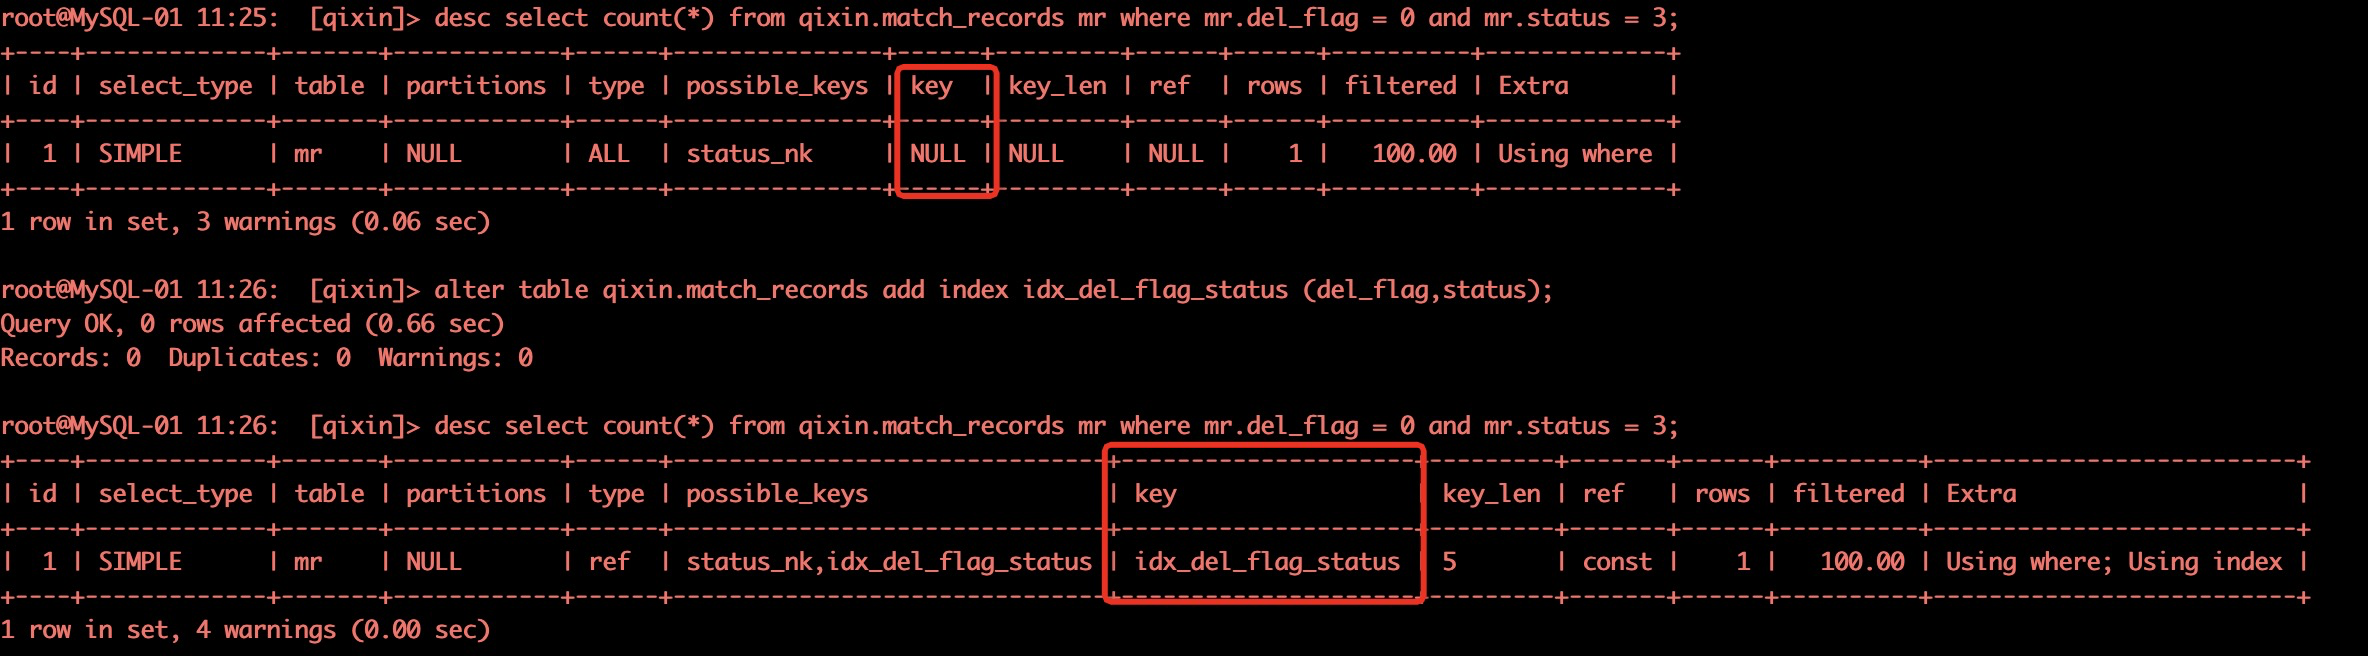 root@MySQL-01 11:25:  [qixin]> desc select count(*) from qixin.match_records mr where mr.del_flag = 0 and mr.status = 3;
+----+-------------+-------+------------+------+---------------+------+---------+------+------+----------+-------------+
| id | select_type | table | partitions | type | possible_keys | key  | key_len | ref  | rows | filtered | Extra       |
+----+-------------+-------+------------+------+---------------+------+---------+------+------+----------+-------------+
|  1 | SIMPLE      | mr    | NULL       | ALL  | status_nk     | NULL | NULL    | NULL |    1 |   100.00 | Using where |
+----+-------------+-------+------------+------+---------------+------+---------+------+------+----------+-------------+
1 row in set, 3 warnings (0.06 sec)

root@MySQL-01 11:26:  [qixin]> alter table qixin.match_records add index idx_del_flag_status (del_flag,status);
Query OK, 0 rows affected (0.66 sec)
Records: 0  Duplicates: 0  Warnings: 0

root@MySQL-01 11:26:  [qixin]> desc select count(*) from qixin.match_records mr where mr.del_flag = 0 and mr.status = 3;
+----+-------------+-------+------------+------+-------------------------------+---------------------+---------+-------+------+----------+--------------------------+
| id | select_type | table | partitions | type | possible_keys                 | key                 | key_len | ref   | rows | filtered | Extra                    |
+----+-------------+-------+------------+------+-------------------------------+---------------------+---------+-------+------+----------+--------------------------+
|  1 | SIMPLE      | mr    | NULL       | ref  | status_nk,idx_del_flag_status | idx_del_flag_status | 5       | const |    1 |   100.00 | Using where; Using index |
+----+-------------+-------+------------+------+-------------------------------+---------------------+---------+-------+------+----------+--------------------------+
1 row in set, 4 warnings (0.00 sec)